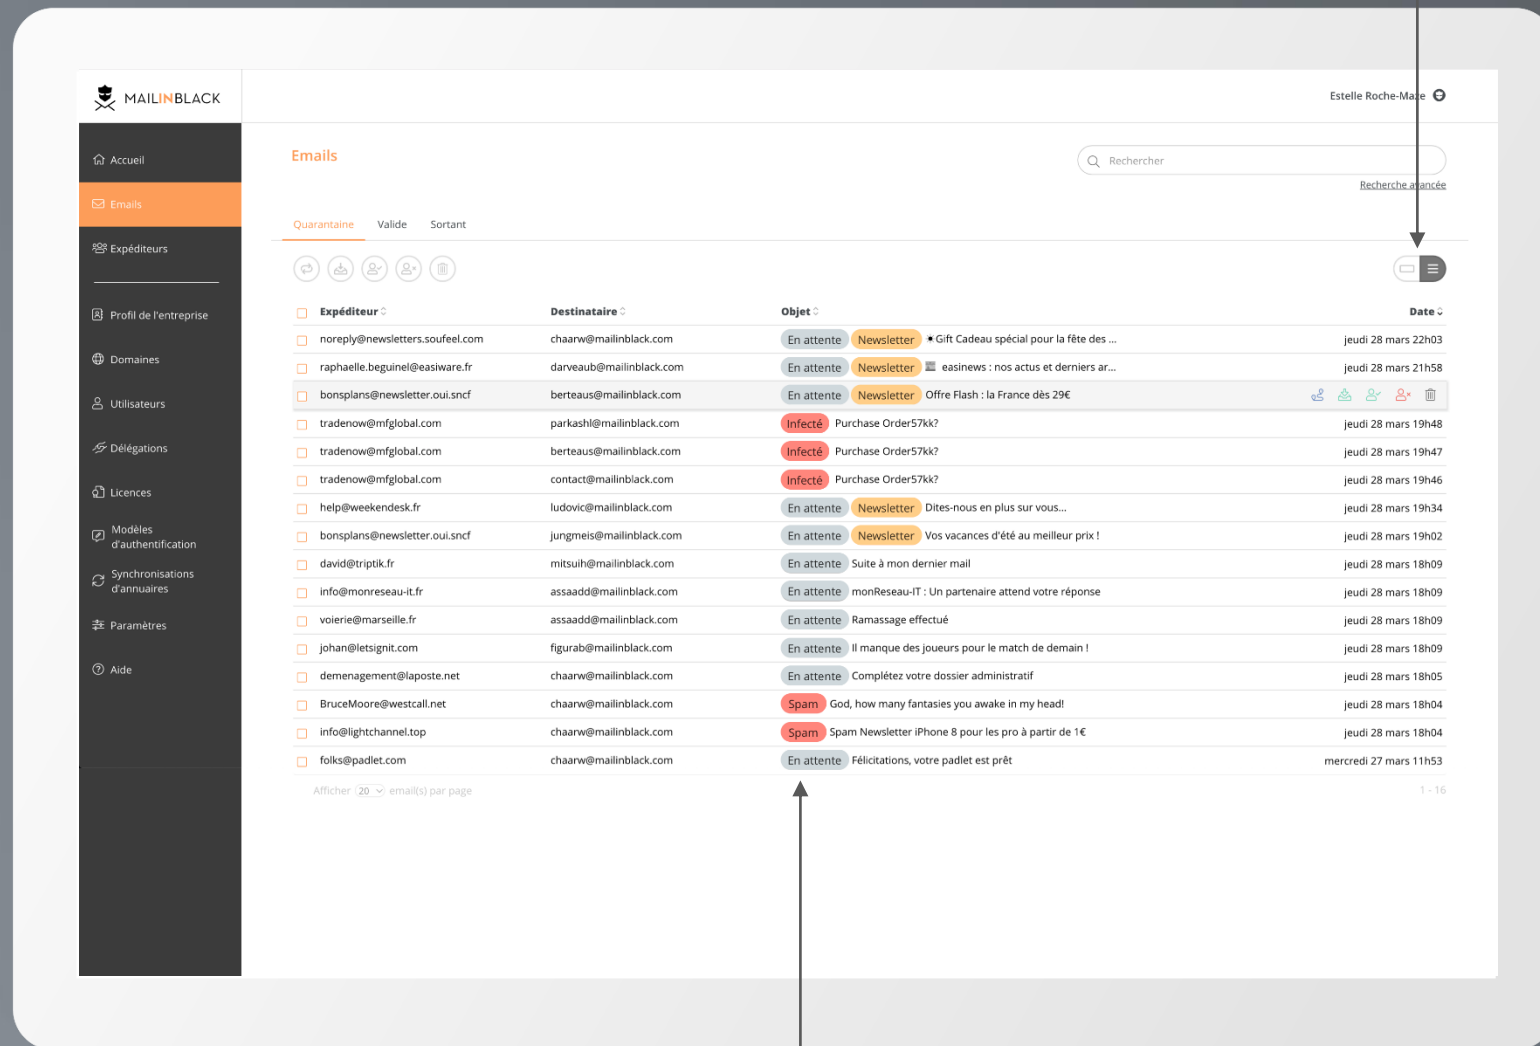 MAILINBLACK
Estelle Roche-Maze
Accueil
Emails
Expéditeurs
Profil de l'entreprise
Domaines
Utilisateurs
Délégations
Licences
Modèles
d'authentification
Synchronisations
d'annuaires
Paramètres
Aide
Emails
Rechercher
Recherche avancée
Quarantaine Valide Sortant
Expéditeur Destinataire Objet Date
noreply@newsletters.soufeel.com chaarw@mailinblack.com En attente Newsletter ☀Gift Cadeau spécial pour la fête des ... jeudi 28 mars 22h03
raphaelle.beguinel@easiware.fr darveaub@mailinblack.com En attente Newsletter easinews : nos actus et derniers ar... jeudi 28 mars 21h58
bonsplans@newsletter.oui.sncf berteaus@mailinblack.com En attente Newsletter Offre Flash : la France dès 29€
tradenow@mfglobal.com parkashl@mailinblack.com Infecté Purchase Order57kk? jeudi 28 mars 19h48
tradenow@mfglobal.com berteaus@mailinblack.com Infecté Purchase Order57kk? jeudi 28 mars 19h47
tradenow@mfglobal.com contact@mailinblack.com Infecté Purchase Order57kk? jeudi 28 mars 19h46
help@weekendesk.fr ludovic@mailinblack.com En attente Newsletter Dites-nous en plus sur vous... jeudi 28 mars 19h34
bonsplans@newsletter.oui.sncf jungmeis@mailinblack.com En attente Newsletter Vos vacances d'été au meilleur prix ! jeudi 28 mars 19h02
david@triptik.fr mitsuih@mailinblack.com En attente Suite à mon dernier mail jeudi 28 mars 18h09
info@monreseau-it.fr assaadd@mailinblack.com En attente monReseau-IT : Un partenaire attend votre réponse jeudi 28 mars 18h09
voierie@marseille.fr assaadd@mailinblack.com En attente Ramassage effectué jeudi 28 mars 18h09
johan@letsignit.com figurab@mailinblack.com En attente Il manque des joueurs pour le match de demain ! jeudi 28 mars 18h09
demenagement@laposte.net chaarw@mailinblack.com En attente Complétez votre dossier administratif jeudi 28 mars 18h05
BruceMoore@westcall.net chaarw@mailinblack.com Spam God, how many fantasies you awake in my head! jeudi 28 mars 18h04
info@lightchannel.top chaarw@mailinblack.com Spam Spam Newsletter iPhone 8 pour les pro à partir de 1€ jeudi 28 mars 18h04
folks@padlet.com chaarw@mailinblack.com En attente Félicitations, votre padlet est prêt mercredi 27 mars 11h53
Afficher 20 email(s) par page 1 - 16